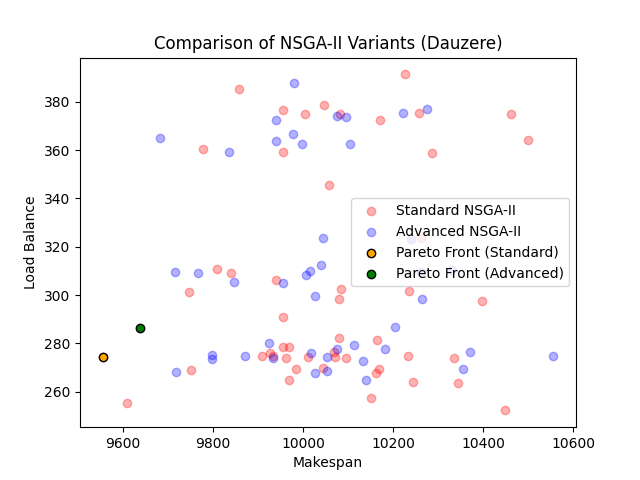 Comparison of NSGA-II Variants (Dauzere)
Load Balance
380
360
340
320
300
280
260
Standard NSGA-II
Advanced NSGA-II
Pareto Front (Standard)
Pareto Front (Advanced)
9600 9800 10000 10200 10400 10600
Makespan